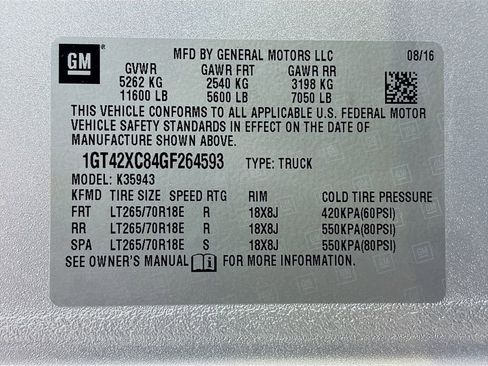 GM ® MFD BY GENERAL MOTORS LLC 08/16
GVWR GAWR FRT GAWR RR
5262 KG 2540 KG 3198 KG
11600 LB 5600 LB 7050 LB
THIS VEHICLE CONFORMS TO ALL APPLICABLE U.S. FEDERAL MOTOR
VEHICLE SAFETY STANDARDS IN EFFECT ON THE DATE OF
MANUFACTURE SHOWN ABOVE.
1GT42XC84GF264593 TYPE: TRUCK
MODEL: K35943
KFMD TIRE SIZE SPEED RTG RIM COLD TIRE PRESSURE
FRT LT265/70R18E R 18X8J 420KPA(60PSI)
RR LT265/70R18E R 18X8J 550KPA(80PSI)
SPA LT265/70R18E S 18X8J 550KPA(80PSI)
SEE OWNER'S MANUAL i FOR MORE INFORMATION.